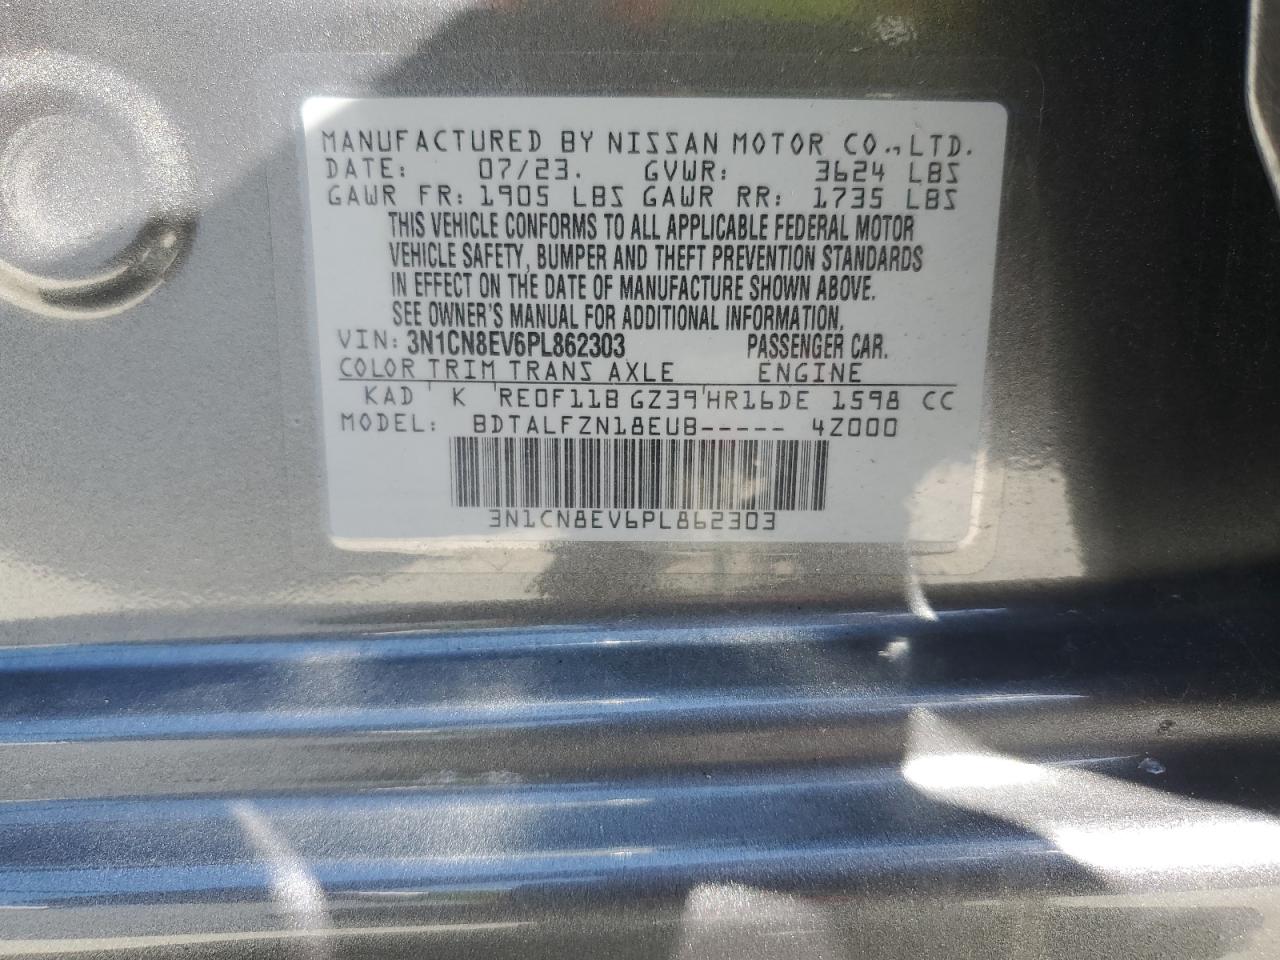 MANUFACTURED BY NISSAN MOTOR CO.,LTD.
DATE: 07/23. GVWR: 3624 LBS
GAWR FR: 1905 LBS GAWR RR: 1735 LBS
THIS VEHICLE CONFORMS TO ALL APPLICABLE FEDERAL MOTOR
VEHICLE SAFETY, BUMPER AND THEFT PREVENTION STANDARDS
IN EFFECT ON THE DATE OF MANUFACTURE SHOWN ABOVE.
SEE OWNER'S MANUAL FOR ADDITIONAL INFORMATION.
VIN: 3N1CN8EV6PL862303 PASSENGER CAR.
COLOR TRIM TRANS AXLE ENGINE
KAD K RE0F11B GZ39 HR16DE 1598 CC
MODEL: BDTALFZN18EUB----- 4Z000
3N1CN8EV6PL862303